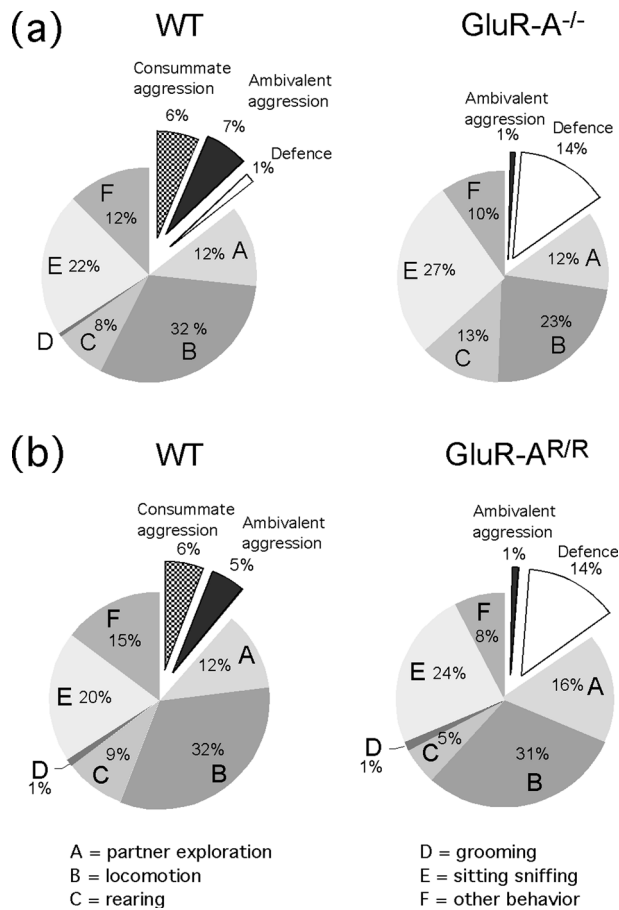 (a)
WT
GluR-A-/-
Consummate
aggression
6%
Ambivalent
aggression
7%
Defence
1%
F
12%
E 22%
D
C
8%
32 %
B
12% A
Ambivalent
aggression
1%
Defence
14%
F
10%
E 27%
13%
C
23%
B
12% A
(b)
WT
GluR-AR/R
Consummate
aggression
6%
Ambivalent
aggression
5%
F
15%
E 20%
D
1%
9%
C
32%
B
12% A
Ambivalent
aggression
1%
Defence
14%
F
8%
E 24%
D
1%
C 5%
31%
B
16% A
A = partner exploration
B = locomotion
C = rearing
D = grooming
E = sitting sniffing
F = other behavior